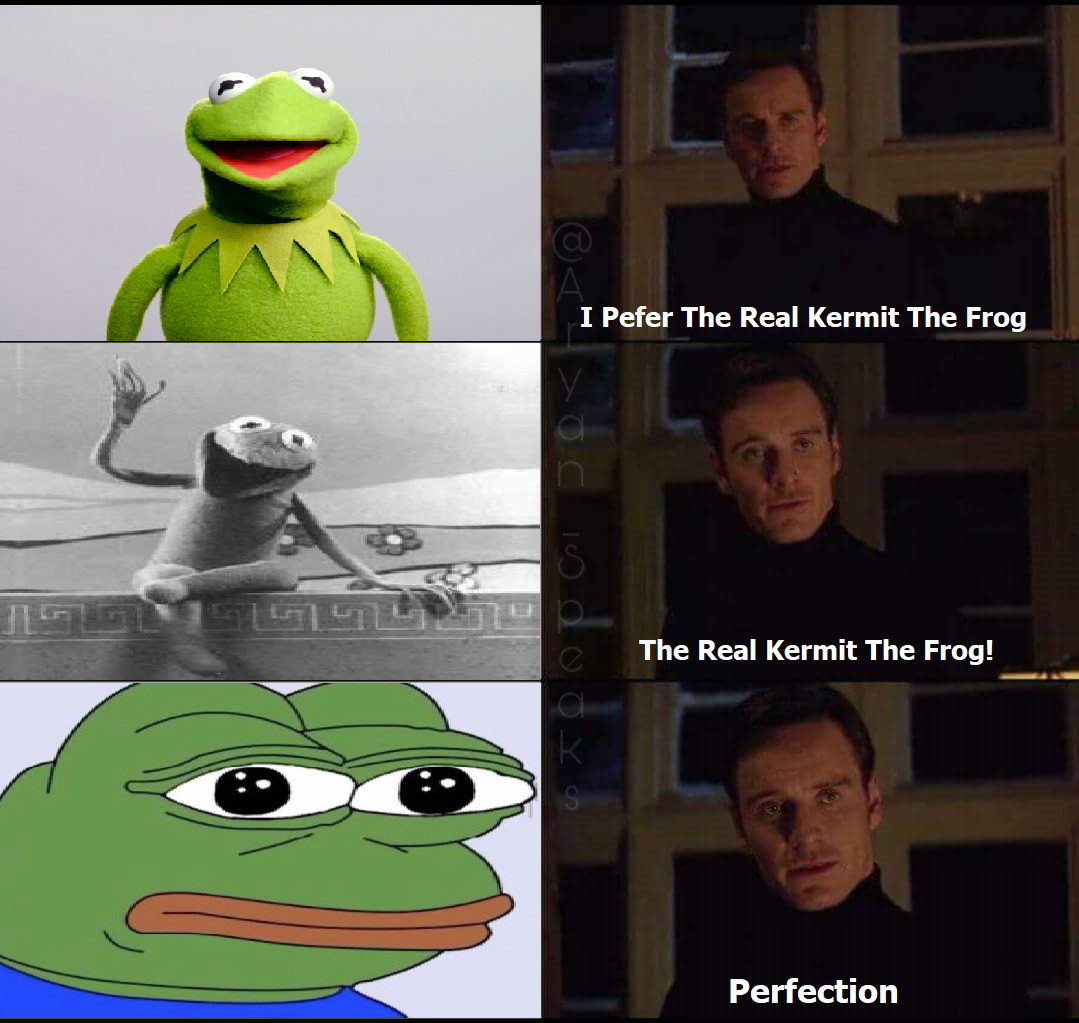 I Pefer The Real Kermit The Frog
The Real Kermit The Frog!
Perfection
@Aryan_Speaks